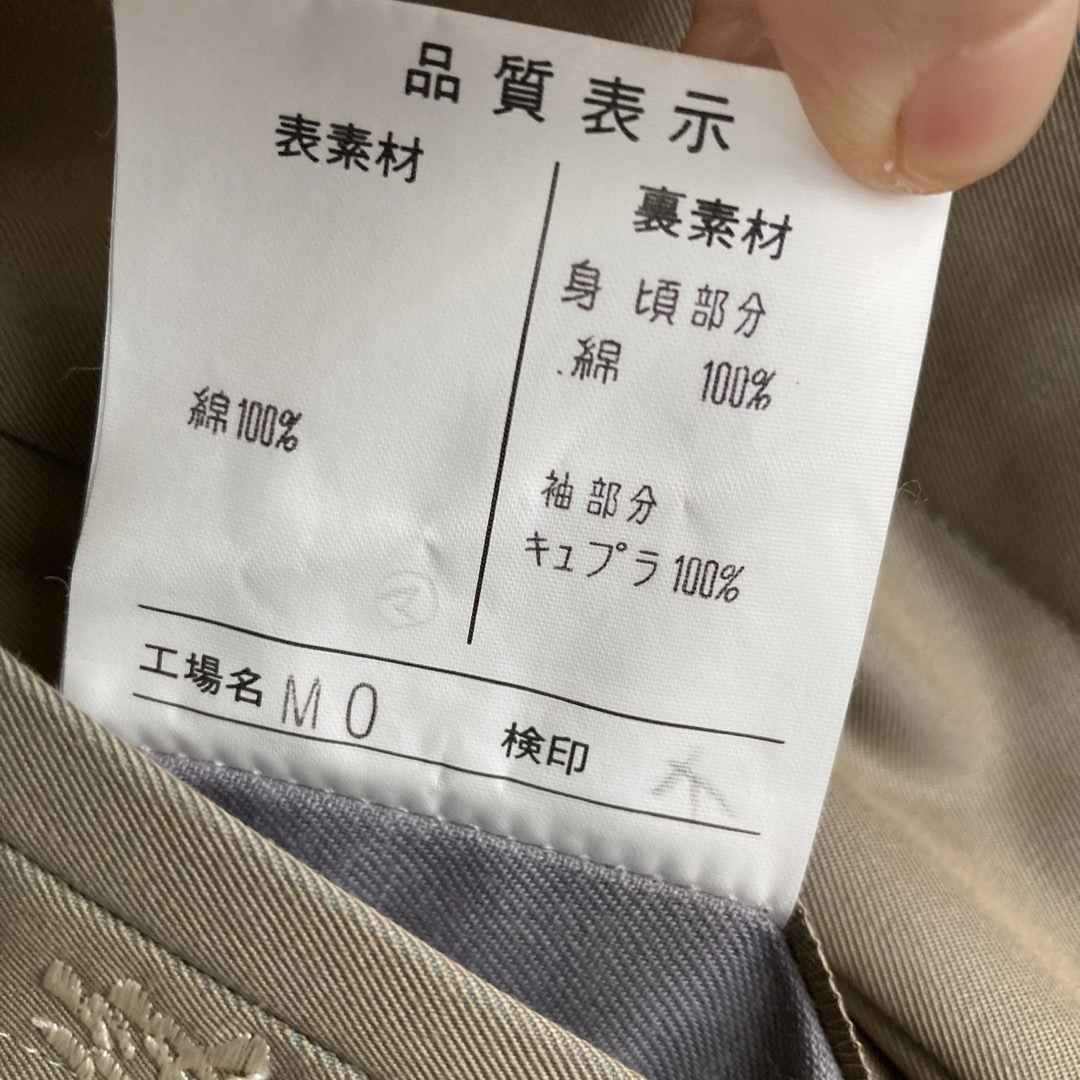 品質表示
表素材
綿100%
裏素材
身頃部分
綿 100%
袖部分
キュプラ100%
マ
工場名 MO 検印